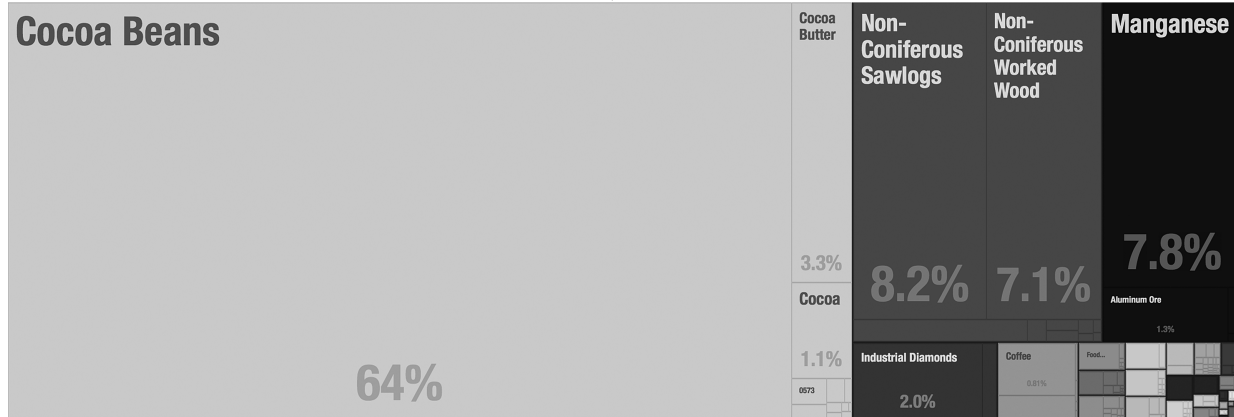 Cocoa Beans
64%
Cocoa
Butter
3.3%
Cocoa
1.1%
0573
Non-
Coniferous
Sawlogs
8.2%
Non-
Coniferous
Worked
Wood
7.1%
Manganese
7.8%
Aluminum Ore
1.3%
Industrial Diamonds
2.0%
Coffee
0.81%
Food...